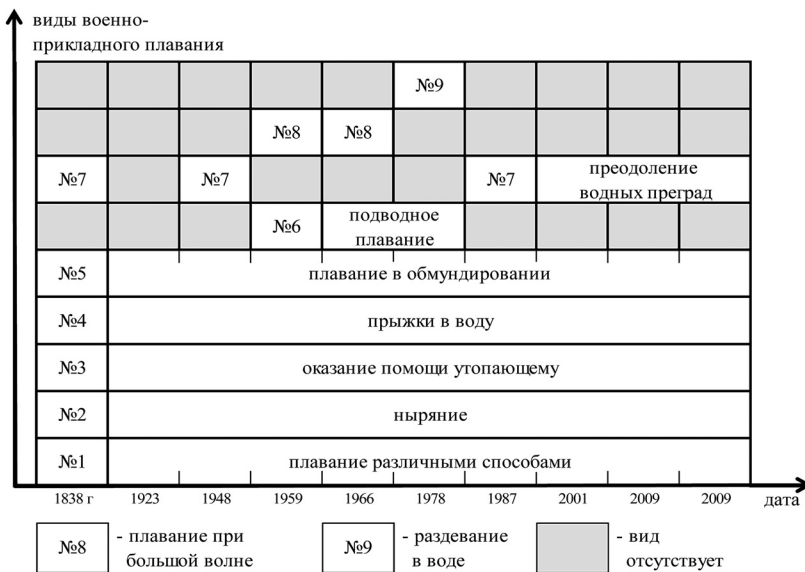 виды военно-
прикладного плавания
№9
№8 №8
№7 №7 №7 преодоление
водных преград
№6 подводное
плавание
№5 плавание в обмундировании
№4 прыжки в воду
№3 оказание помощи утопающему
№2 ныряние
№1 плавание различными способами
1838 г 1923 1948 1959 1966 1978 1987 2001 2009 2009 дата
№8 - плавание при
большой волне
№9 - раздевание
в воде
- вид
отсутствует